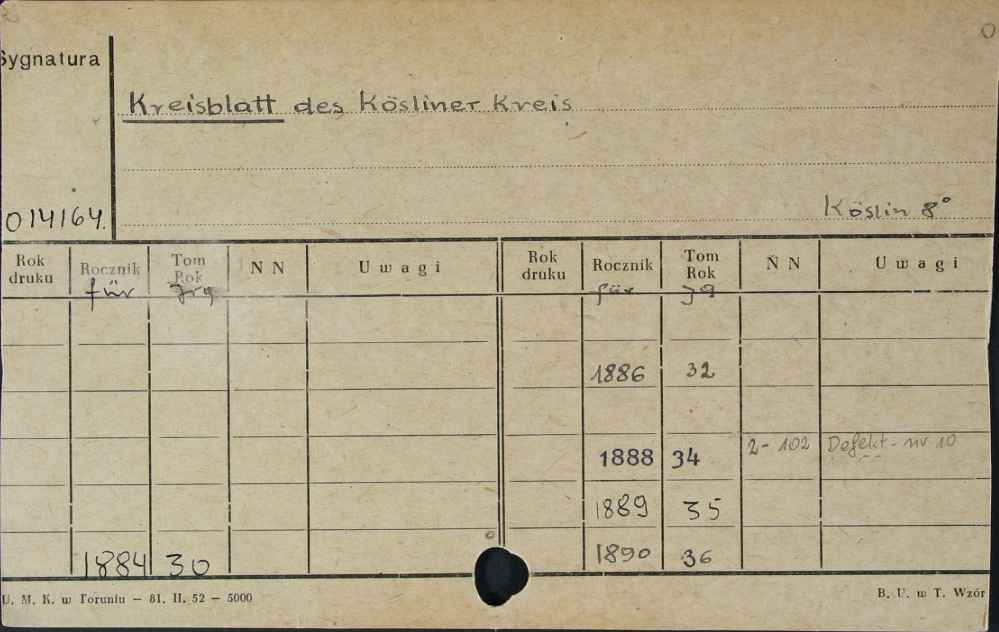 Sygnatura
Kreisblatt des Kösliner Kreis
014164.
Köslin 8°
Rok druku Rocznik Tom Rok N N Uwagi Rok druku Rocznik Tom Rok N N Uwagi
für Jrg für Jg
1886 32
1888 34 2-102 Defekt - nr 10
1889 35
1884 30 1890 36
U. M. K. w Toruniu — 81. II. 52 — 5000
B. U. w T. Wzór